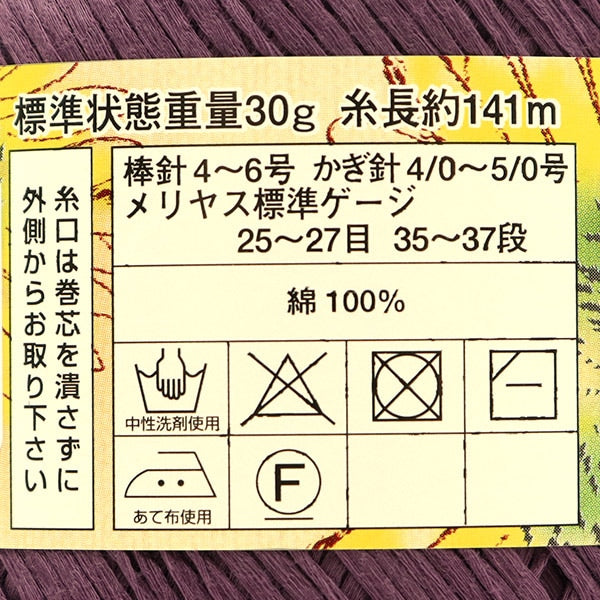 標準状態重量30g 糸長約141m
糸口は巻芯を潰さずに
外側からお取り下さい
棒針4〜6号 かぎ針4/0〜5/0号
メリヤス標準ゲージ
25〜27目 35〜37段
綿100%
中性洗剤使用
あて布使用
F